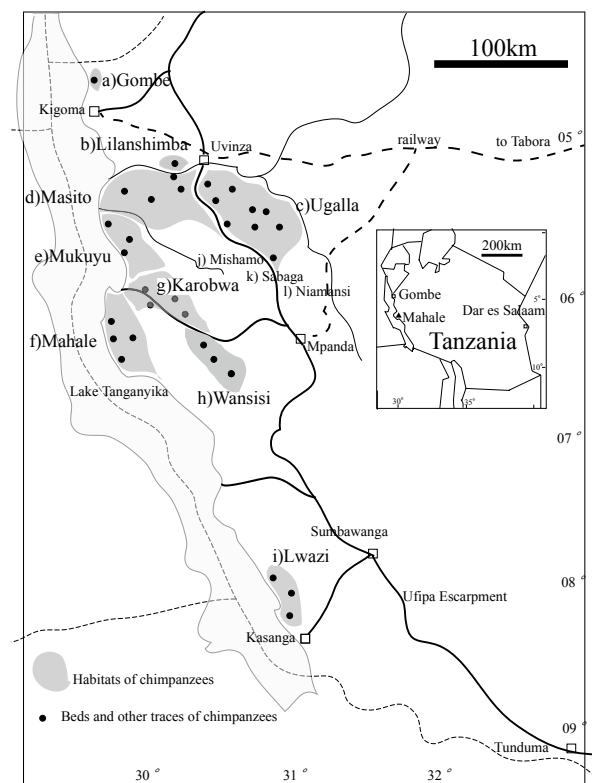 100km
a)Gombe
Kigoma
05
b)Lilanshimba
Uvinza
railway
to Tabora
d)Masito
c)Ugalla
e)Mukuyu
j) Mishamo
k) Sabaga
l) Niamansi
g)Karobwa
06 °
f)Mahale
Mpanda
h)Wansisi
Lake Tanganyika
200km
Gombe
Mahale
Dar es Salaam
Tanzania
5°
10°
30°
35°
07 °
Sumbawanga
i)Lwazi
08 °
Ufipa Escarpment
Kasanga
Habitats of chimpanzees
Beds and other traces of chimpanzees
09 °
Tunduma
30 °
31 °
32 °